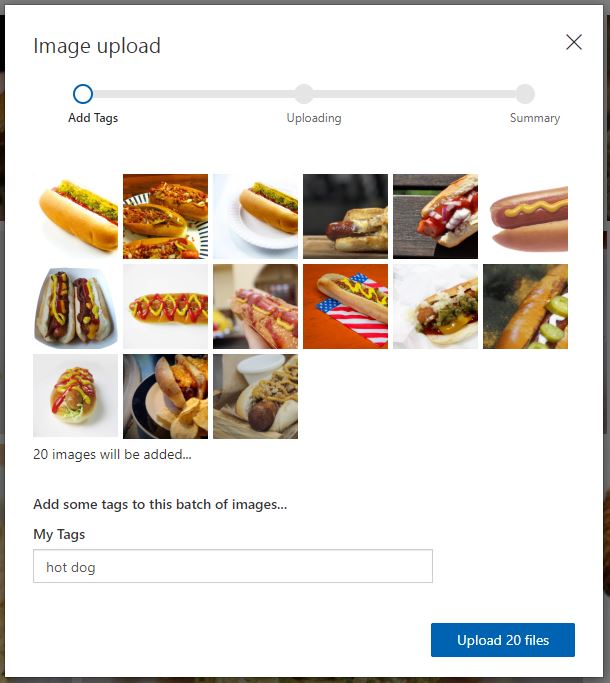 Image upload
Add Tags
Uploading
Summary
20 images will be added...
Add some tags to this batch of images...
My Tags
hot dog
Upload 20 files